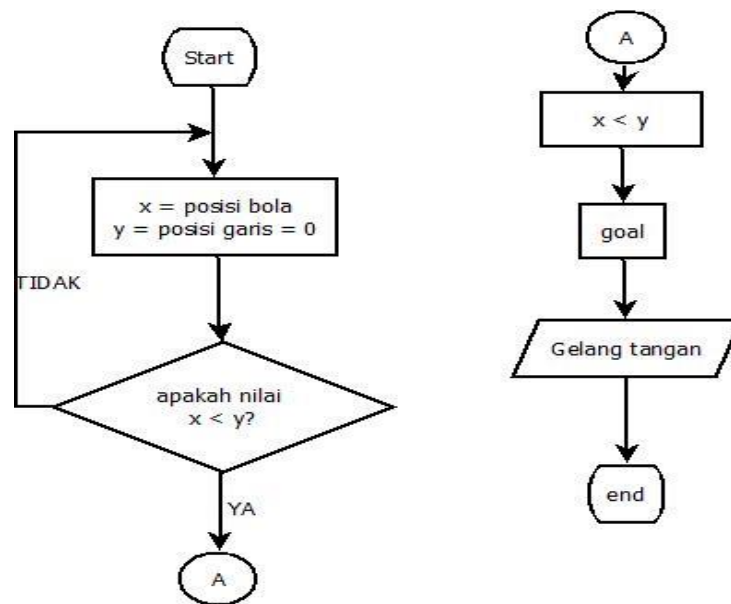 Start
x = posisi bola
y = posisi garis = 0
TIDAK
apakah nilai
x < y?
YA
A
A
x < y
goal
Gelang tangan
end